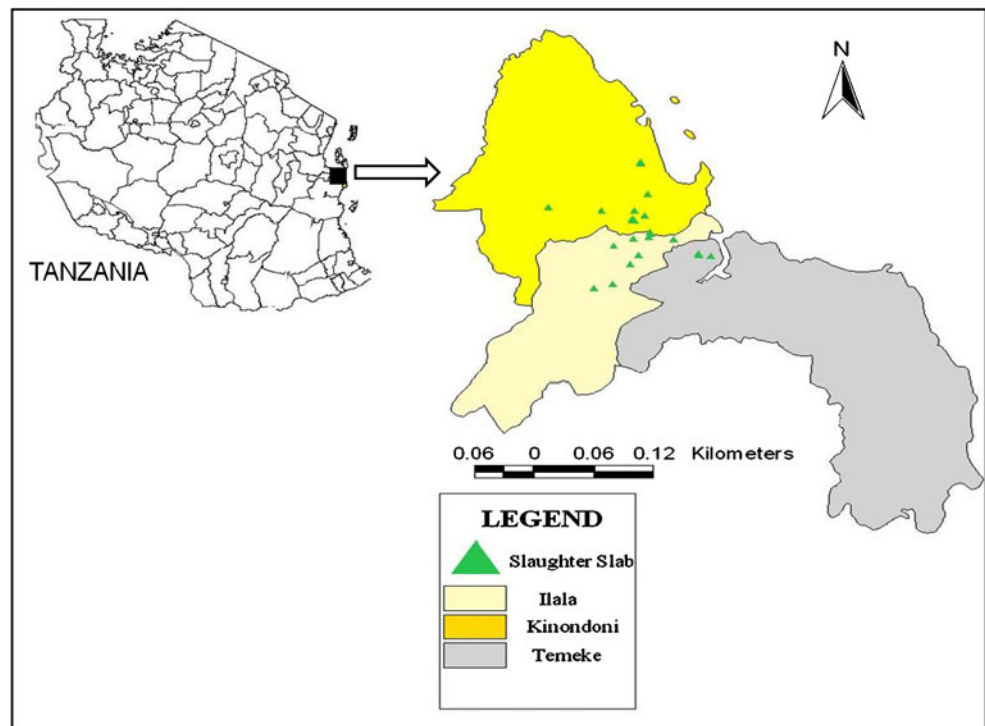 N
TANZANIA
0.06 0 0.06 0.12 Kilometers
LEGEND
Slaughter Slab
Ilala
Kinondoni
Temeke